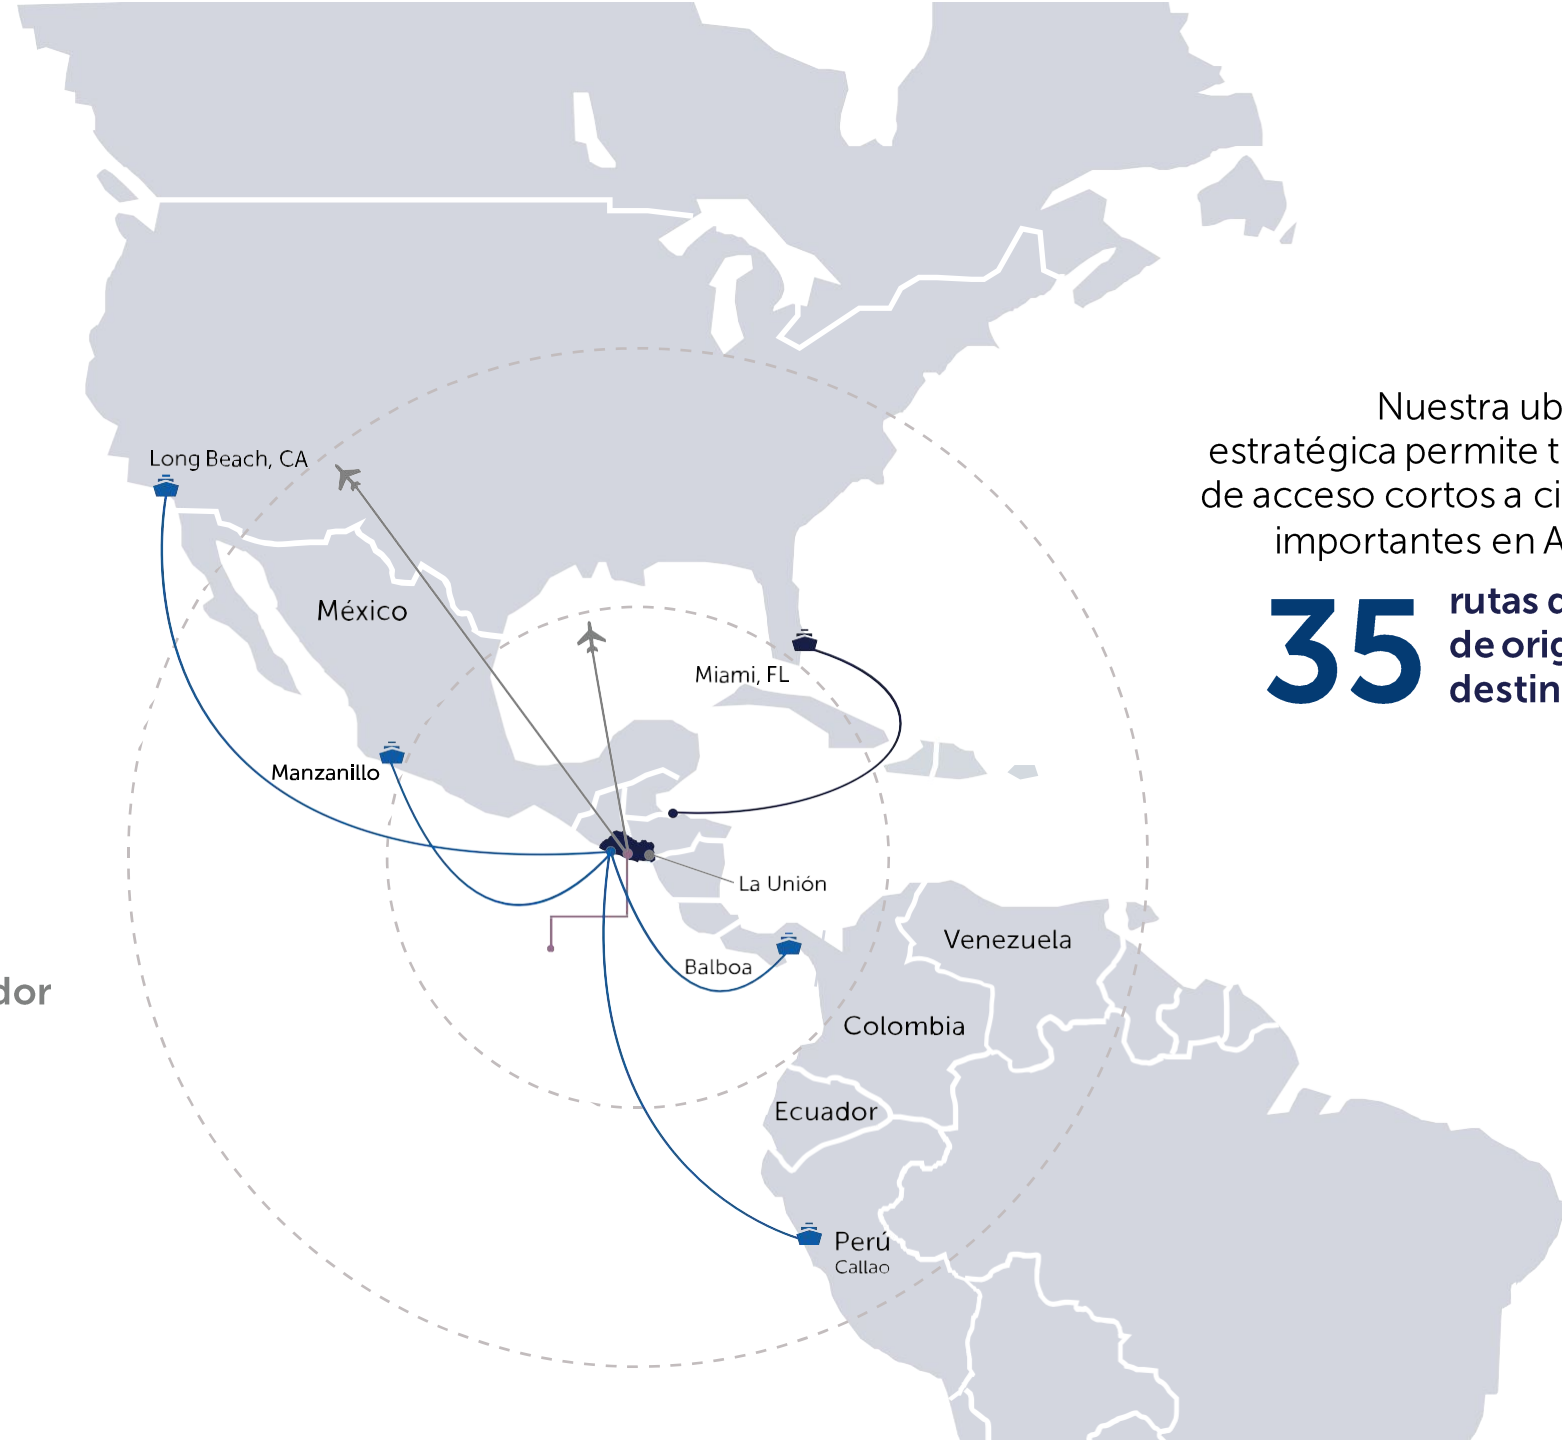 Nuestra ub
estratégica permite t
de acceso cortos a ci
importantes en A
35
rutas d
de orig
destin
Long Beach, CA
México
Miami, FL
Manzanillo
La Unión
Venezuela
Balboa
dor
Colombia
Ecuador
Perú
Callao